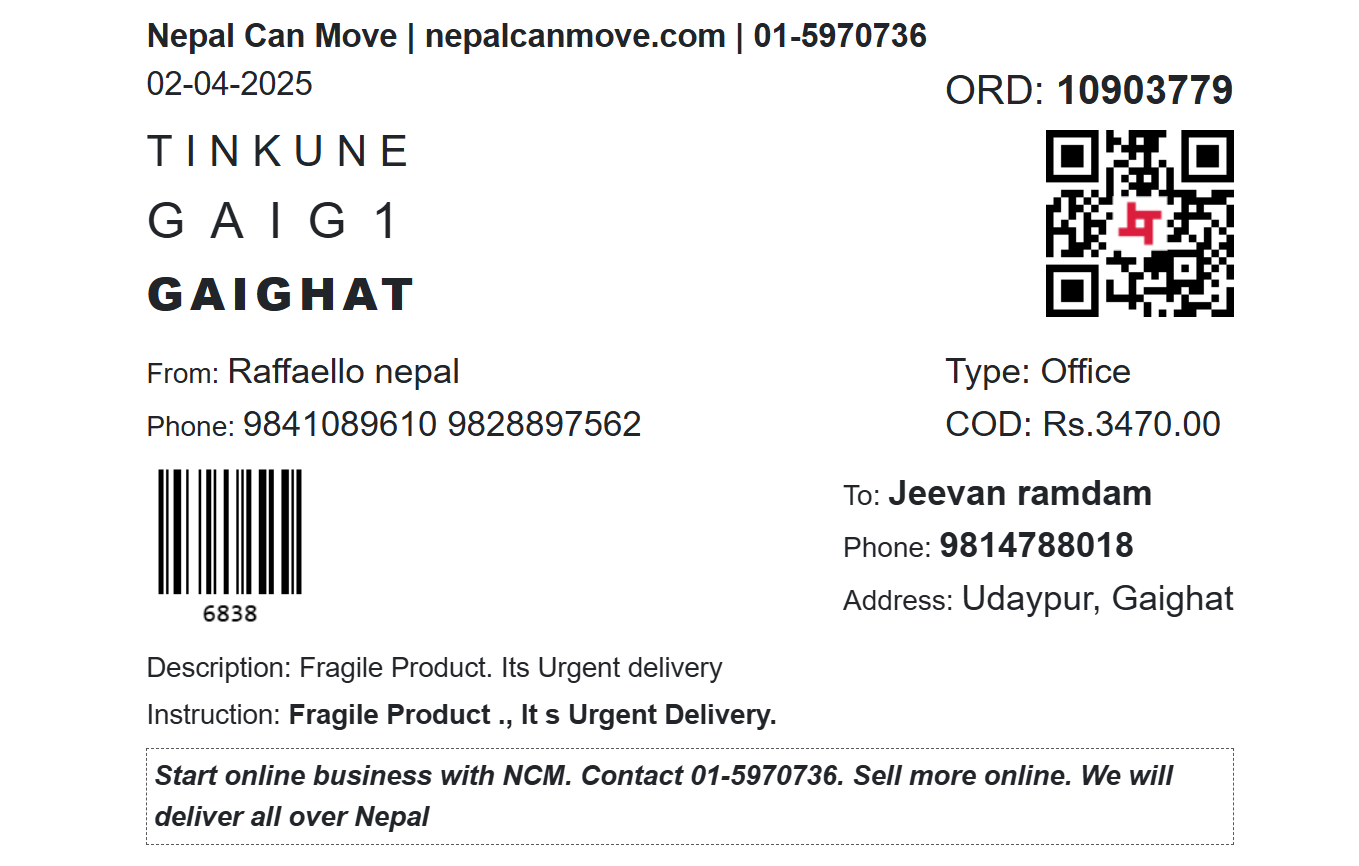 Nepal Can Move | nepalcanmove.com | 01-5970736
02-04-2025
ORD: 10903779
TINKUNE
GAIG1
GAIGHAT
From: Raffaello nepal
Type: Office
Phone: 9841089610 9828897562
COD: Rs.3470.00
To: Jeevan ramdam
Phone: 9814788018
Address: Udaypur, Gaighat
6838
Description: Fragile Product. Its Urgent delivery
Instruction: Fragile Product ., It s Urgent Delivery.
Start online business with NCM. Contact 01-5970736. Sell more online. We will
deliver all over Nepal